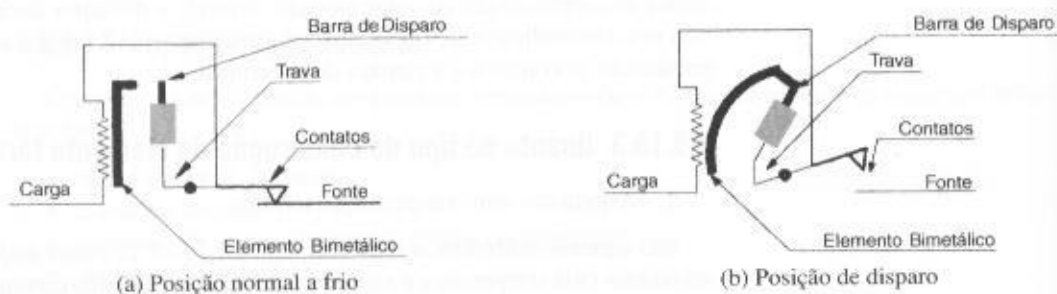 Barra de Disparo
Trava
Contatos
Carga
Fonte
Elemento Bimetálico
(a) Posição normal a frio
Barra de Disparo
Trava
Contatos
Carga
Fonte
Elemento Bimetálico
(b) Posição de disparo